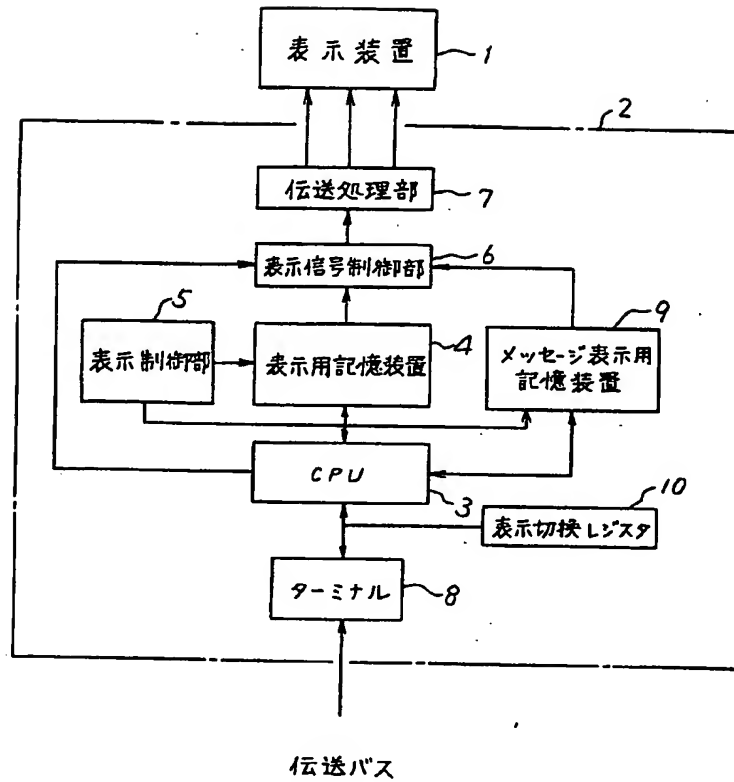 表示装置
1
2
伝送処理部
7
表示信号制御部
6
5
表示制御部
表示用記憶装置
4
9
メッセージ表示用
記憶装置
CPU
3
10
表示切換レジスタ
ターミナル
8
伝送バス